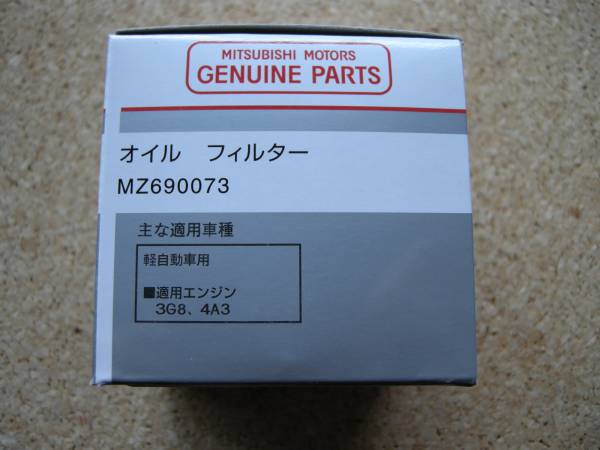 MITSUBISHI MOTORS
GENUINE PARTS
オイル　フィルター
MZ690073
主な適用車種
軽自動車用
■適用エンジン
3G8、4A3